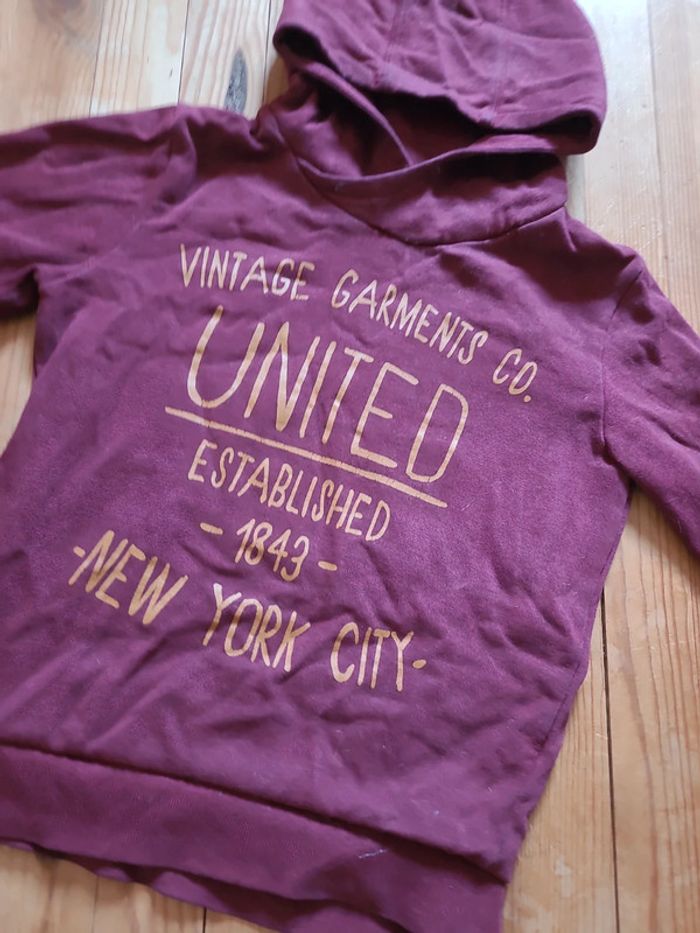 VINTAGE GARMENTS CO.
UNITED
ESTABLISHED
- 1843 -
-NEW YORK CITY-